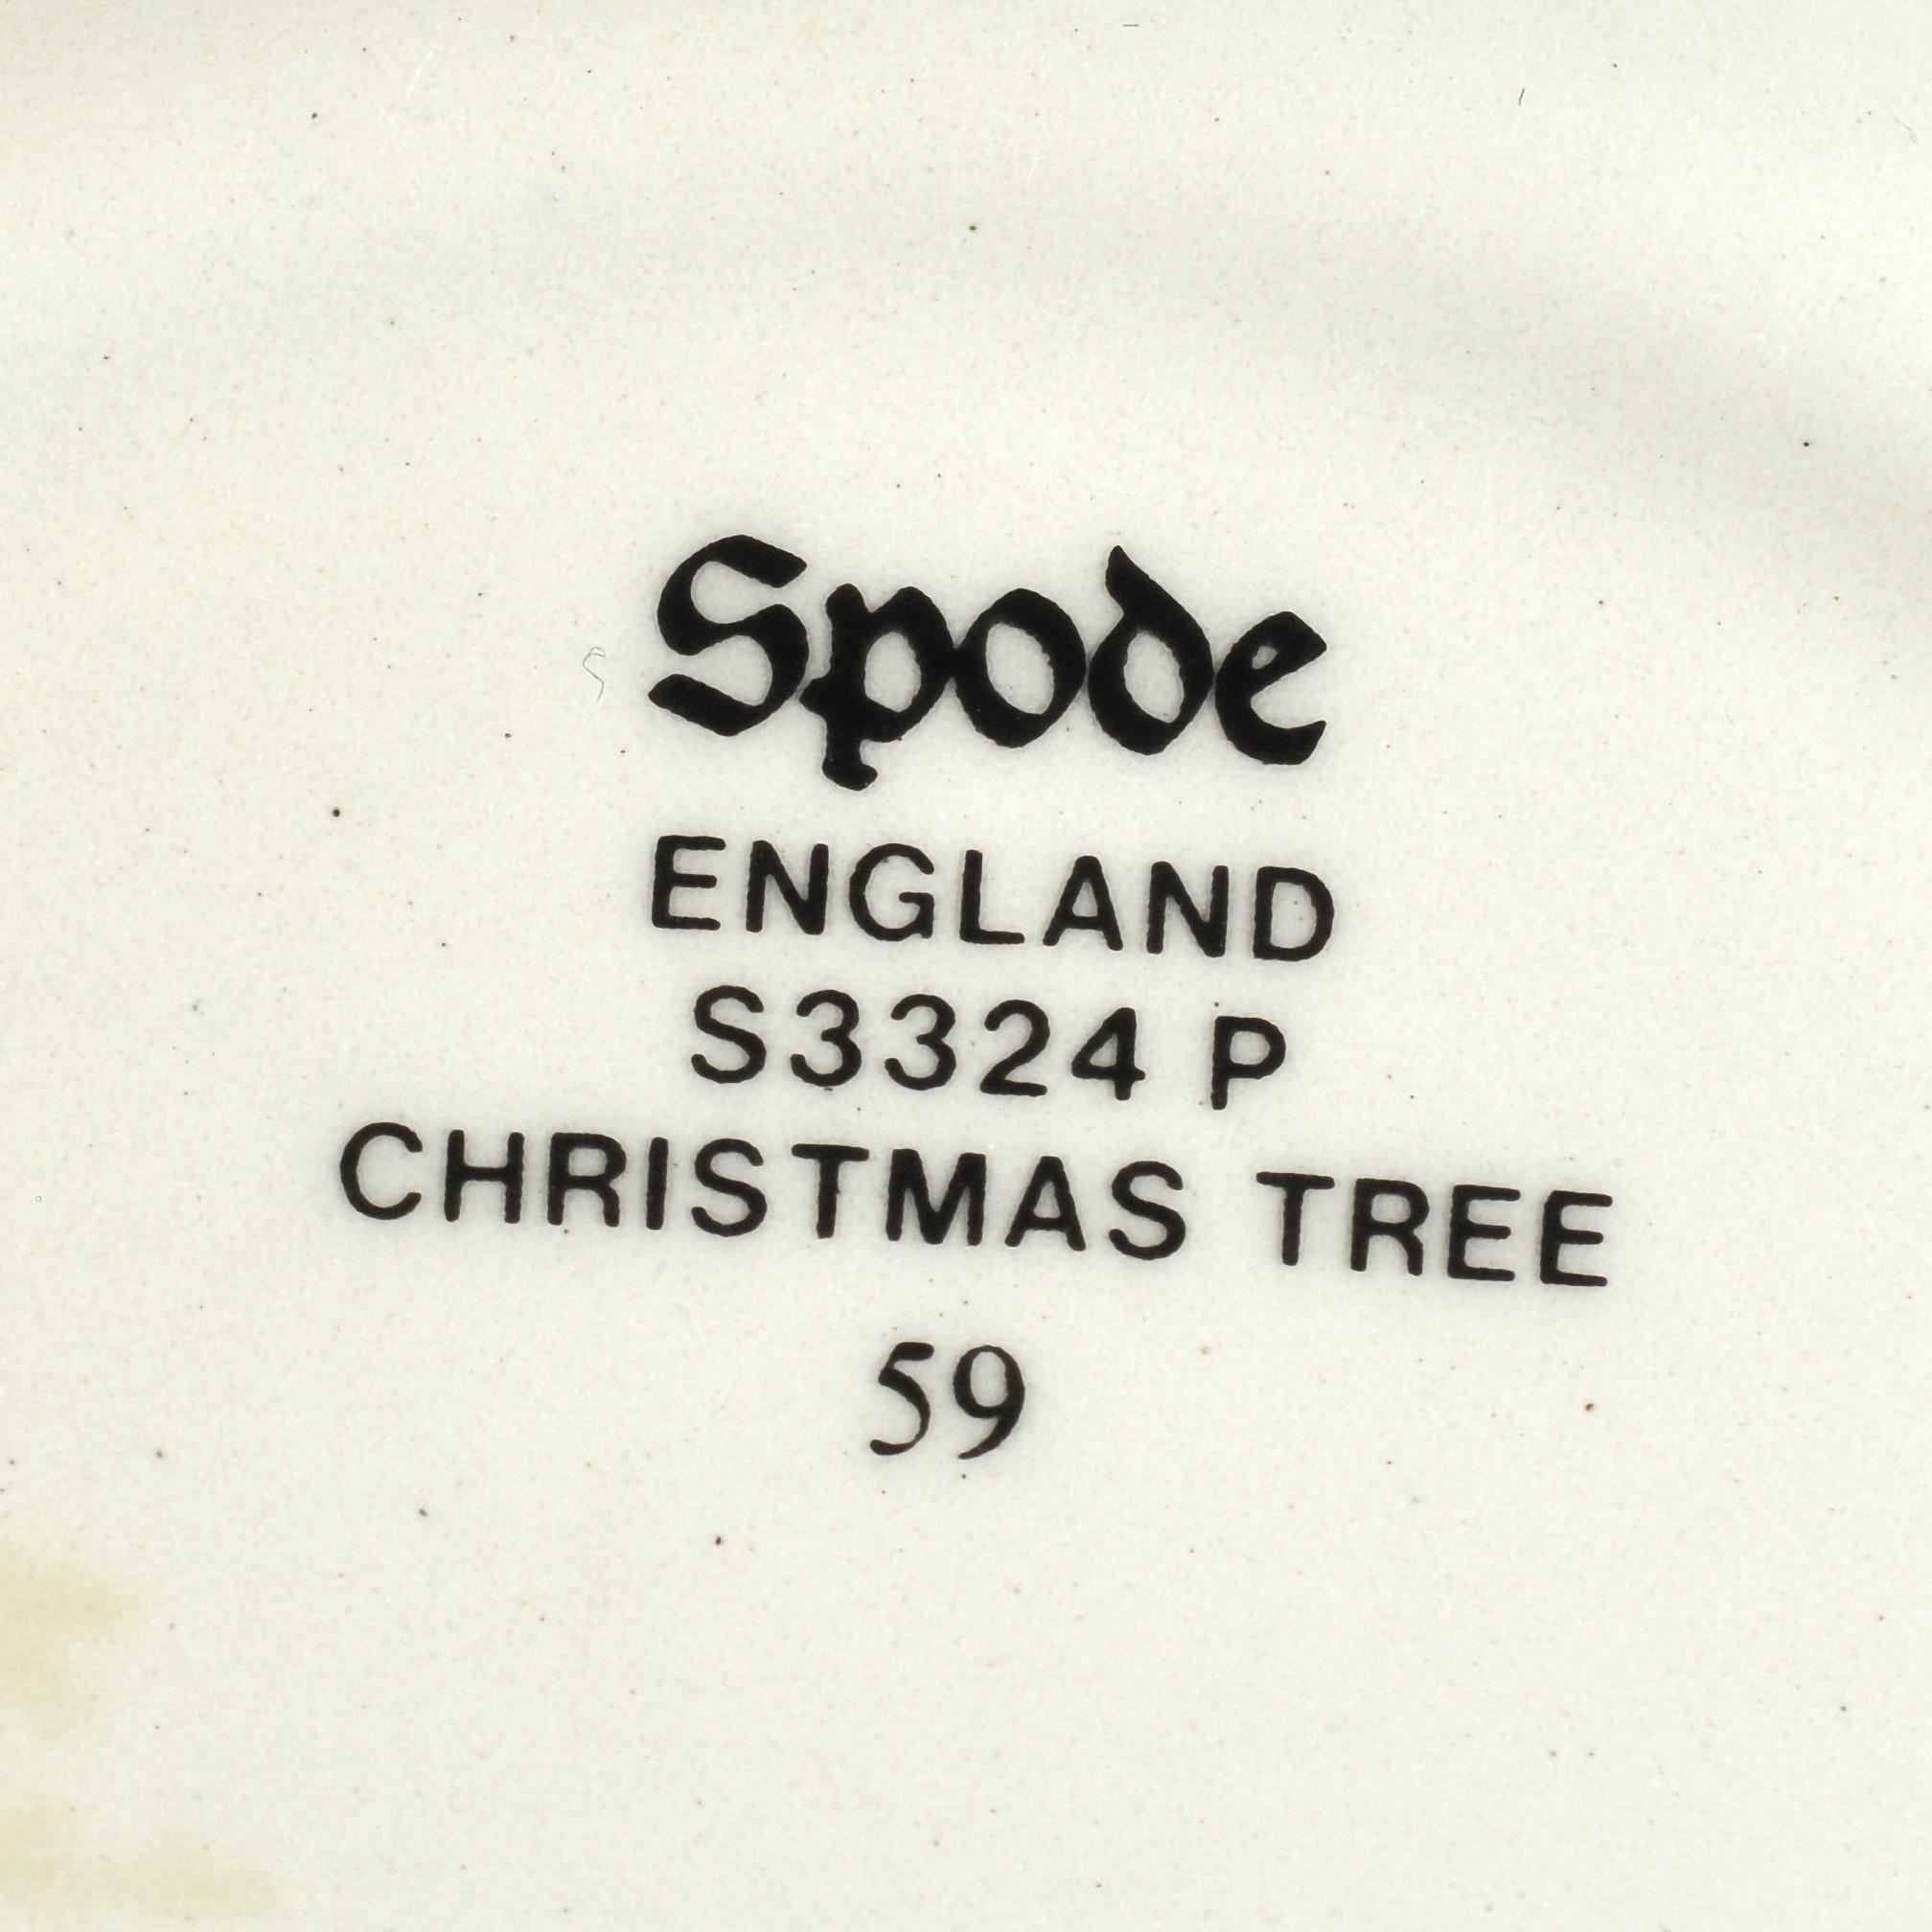 Spode
ENGLAND
S3324 P
CHRISTMAS TREE
59